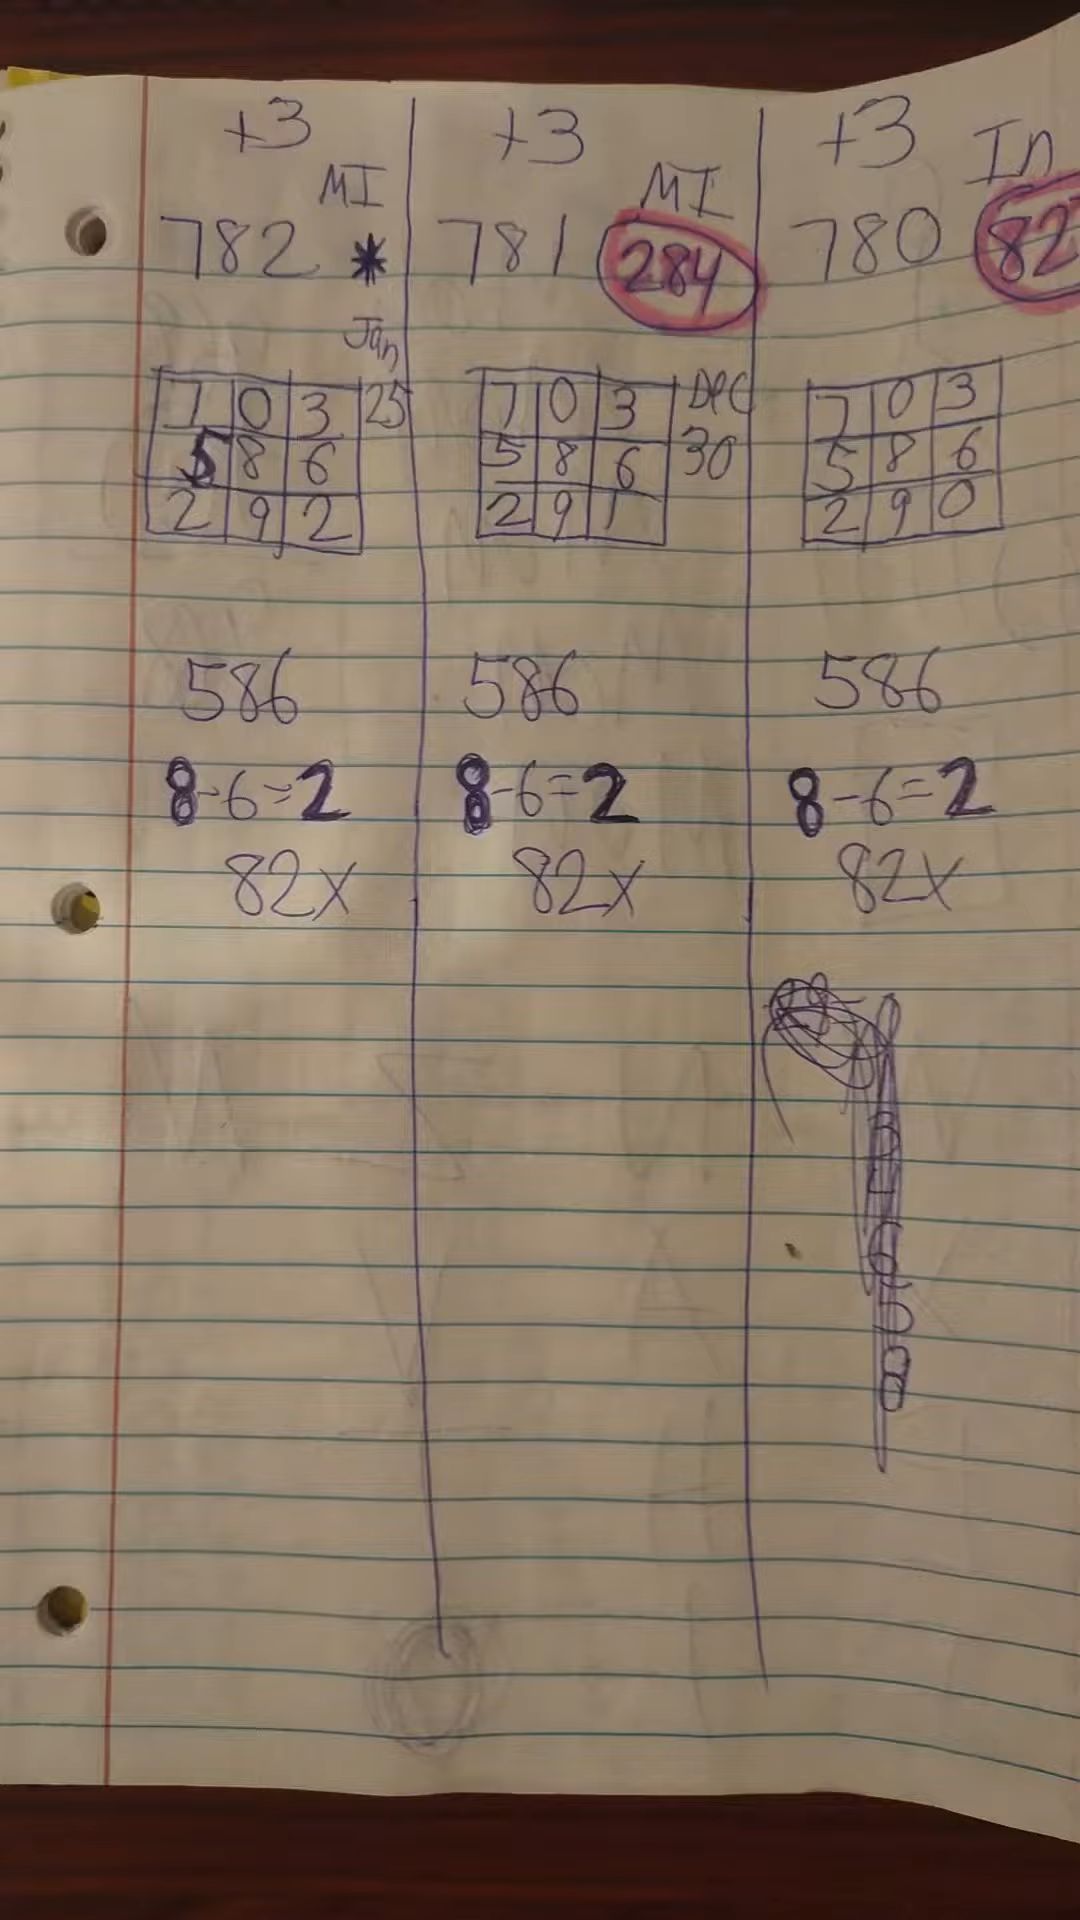 +3
MI
782 *
Jan
7 0 3 25
5 8 6
2 9 2
586
8-6=2
82x
+3
MI
781 284
7 0 3 Dec
5 8 6 30
2 9 1
586
8-6=2
82x
+3 In
780 82
7 0 3
5 8 6
2 9 0
586
8-6=2
82x